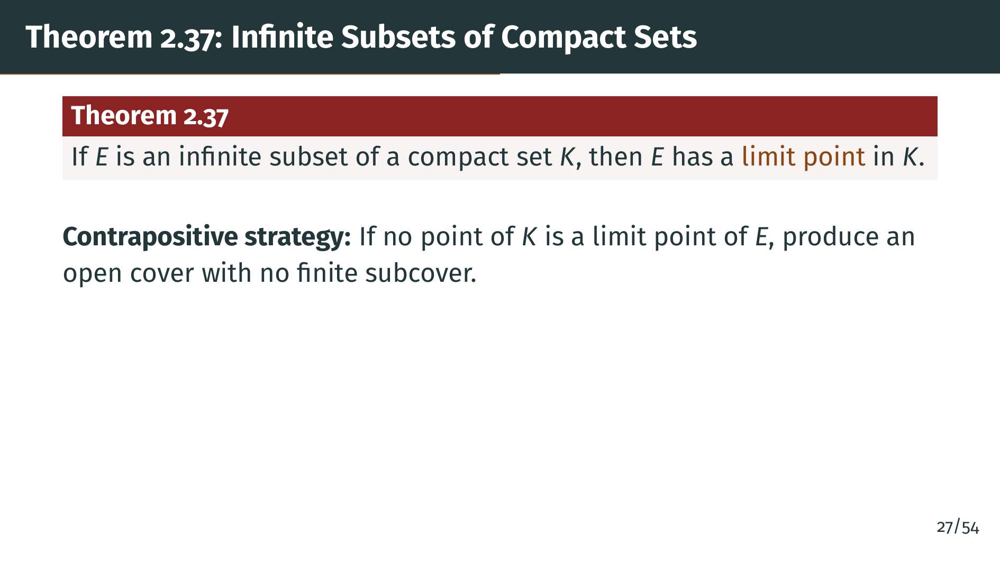 Theorem 2.37: Infinite Subsets of Compact Sets
Theorem 2.37
If E is an infinite subset of a compact set K, then E has a limit point in K.
Contrapositive strategy: If no point of K is a limit point of E, produce an
open cover with no finite subcover.
27/54